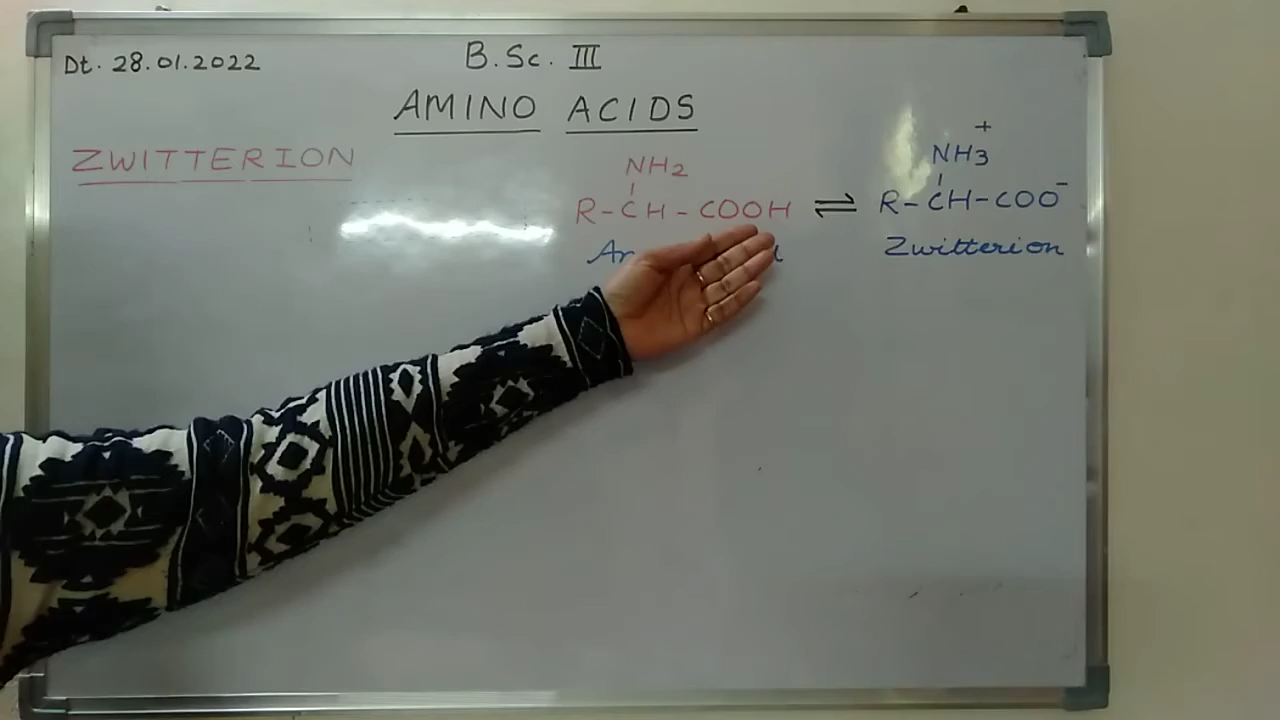 Dt. 28.01.2022
B.Sc. III
AMINO ACIDS
ZWITTERION
NH2
R-CH-COOH ⇌
+
NH3
R-CH-COO⁻
Zwitterion